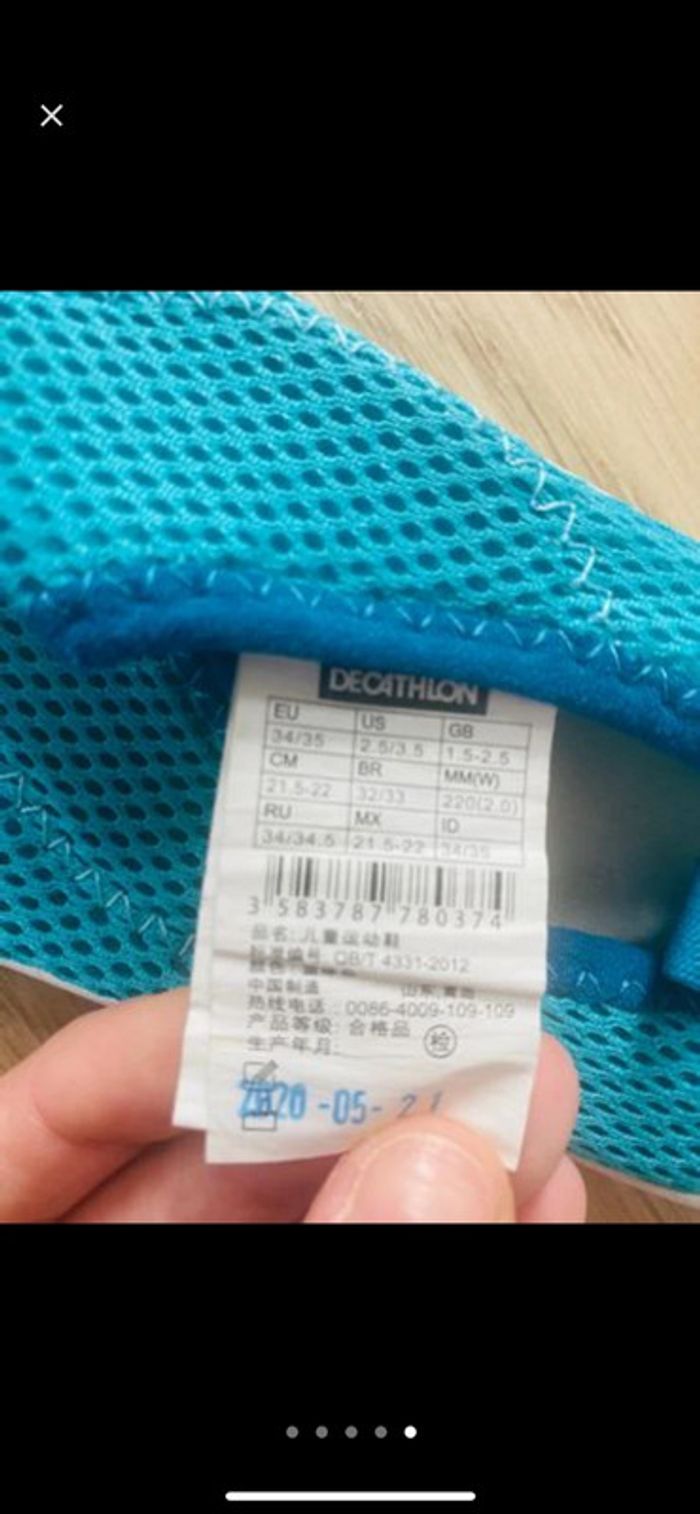 DECATHLON
EU US GB
34/35 2.5/3.5 1.5-2.5
CM BR MM(W)
21.5-22 32/33 220(2.0)
RU MX ID
34/34.5 21.5-22 34/35
3 583787 780374
品名: 儿童运动鞋
QB/T 4331-2012
中国制造 山东,青岛
热线电话: 0086-4009-109-109
产品等级: 合格品
生产年月: 检
2020-05-21